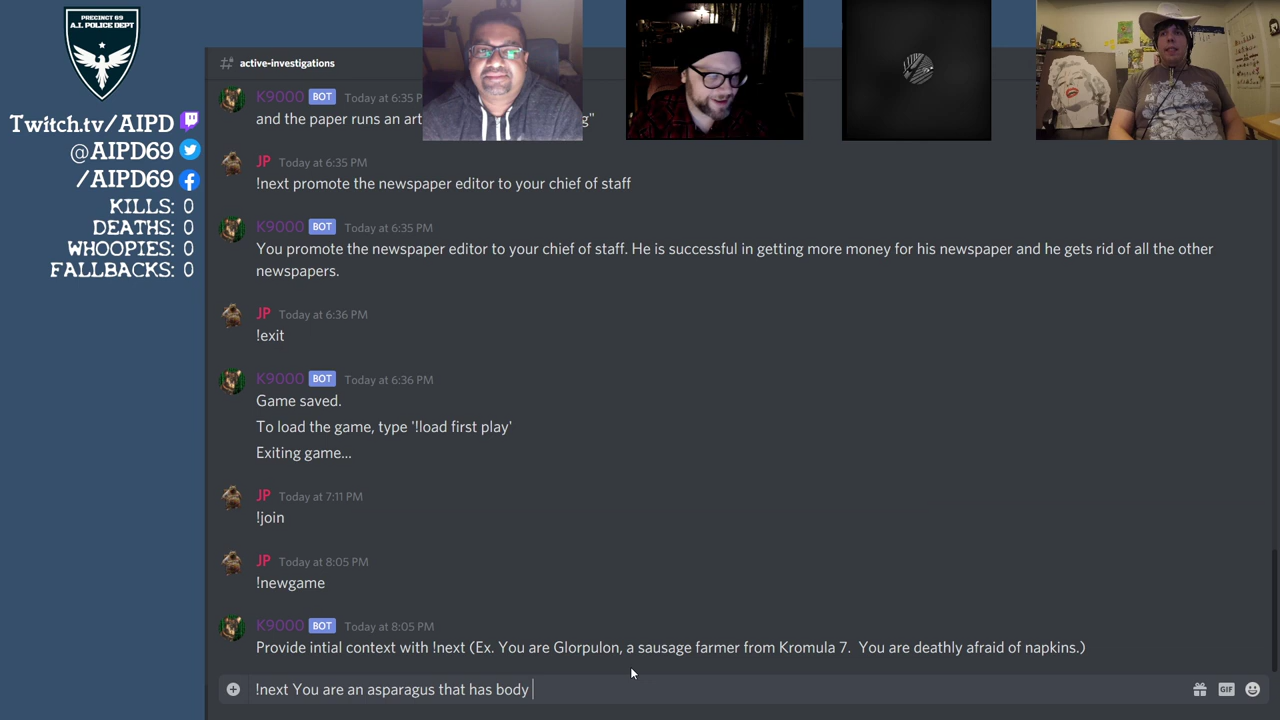 PRECINCT 69
A.I. POLICE DEPT
Twitch.tv/AIPD
@AIPD69
/AIPD69
KILLS: 0
DEATHS: 0
WHOOPIES: 0
FALLBACKS: 0
active-investigations
K9000 BOT Today at 6:35 P
and the paper runs an art
g"
JP Today at 6:35 PM
!next promote the newspaper editor to your chief of staff
K9000 BOT Today at 6:35 PM
You promote the newspaper editor to your chief of staff. He is successful in getting more money for his newspaper and he gets rid of all the other
newspapers.
JP Today at 6:36 PM
!exit
K9000 BOT Today at 6:36 PM
Game saved.
To load the game, type '!load first play'
Exiting game...
JP Today at 7:11 PM
!join
JP Today at 8:05 PM
!newgame
K9000 BOT Today at 8:05 PM
Provide intial context with !next (Ex. You are Glorpulon, a sausage farmer from Kromula 7. You are deathly afraid of napkins.)
!next You are an asparagus that has body
GIF